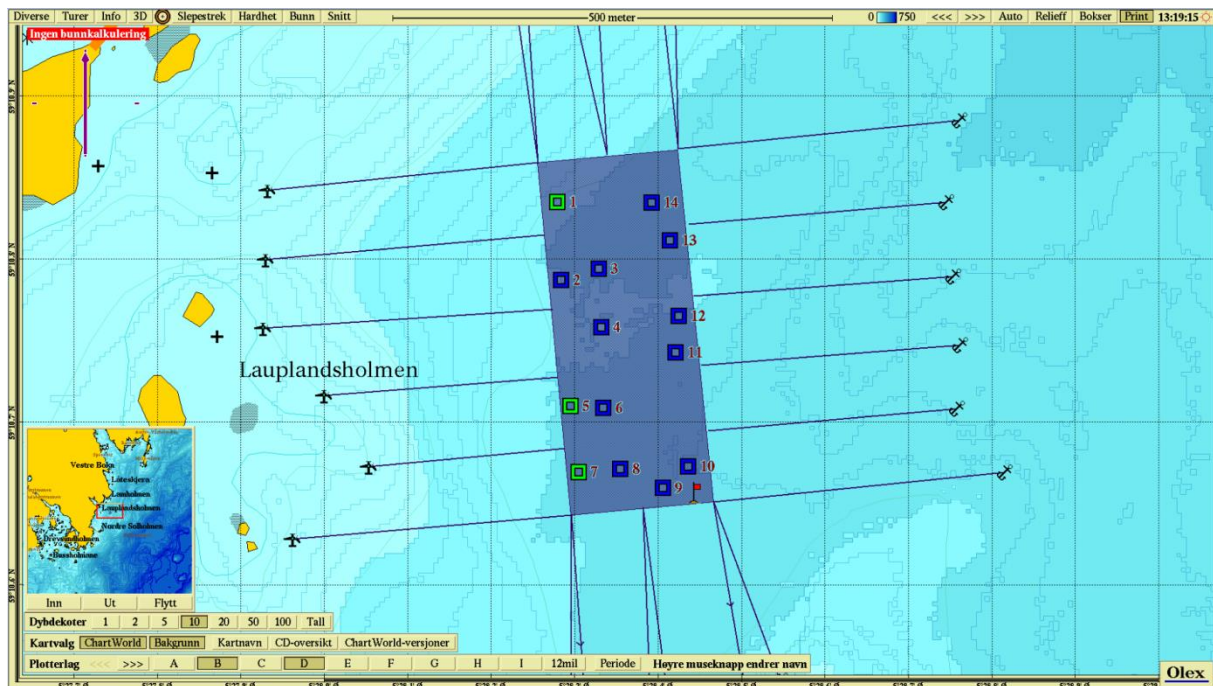 Diverse Turer Info 3D Slepestrek Hardhet Bunn Snitt 500 meter 0 750 <<< >>> Auto Relieff Bokser Print 13:19:15
Ingen bunnkalkulering
1
14
13
3
2
12
4
11
Lauplandsholmen
5
6
7
8
10
9
Vestre Bokn
Loteskjera
Lauplandsholmen
Nordre Solholmen
Inn Ut Flytt
Dybdekoter 1 2 5 10 20 50 100 Tall
Kartvalg ChartWorld Bakgrunn Kartnavn CD-oversikt ChartWorld-versjoner
Plotterlag <<< >>> A B C D E F G H I 12mil Periode Høyre museknapp endrer navn
Olex